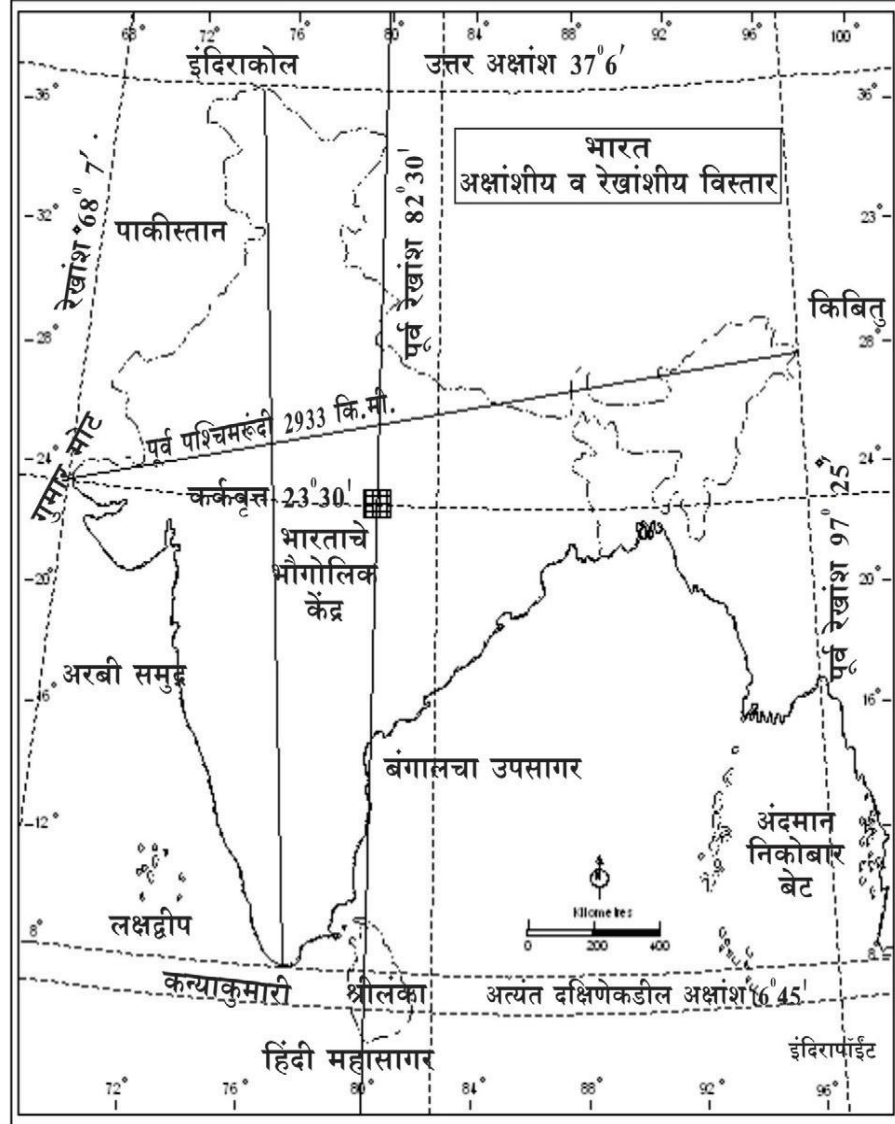 68° 72° 76° 80° 84° 88° 92° 96° 100°
इंदिराकोल
उत्तर अक्षांश 37°6'
36° 36°
भारत
अक्षांशीय व रेखांशीय विस्तार
रेखांश 68° 7'
पूर्व रेखांश 82°30'
32° 23°
पाकीस्तान
किबितु
28° 28°
पूर्व पश्चिमरूंदी 2933 कि.मी.
गुमार मोट
24° 24°
कर्कवृत्त 23°30'
भारताचे
भौगोलिक
केंद्र
20° 20°
पूर्व रेखांश 97° 25'
अरबी समुद्र
16° 16°
बंगालचा उपसागर
12° 12°
अंदमान
निकोबार
बेट
N
Kilometres
0 200 400
लक्षद्वीप
8° 8°
कन्याकुमारी
श्रीलंका
अत्यंत दक्षिणेकडील अक्षांश 6°45'
हिंदी महासागर
इंदिरापॉईंट
72° 76° 80° 84° 88° 92° 96°